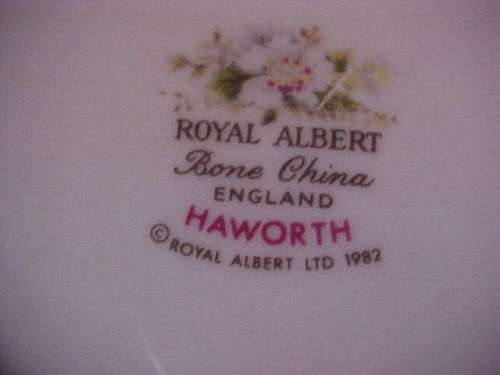 ROYAL ALBERT
Bone China
ENGLAND
HAWORTH
© ROYAL ALBERT LTD 1982